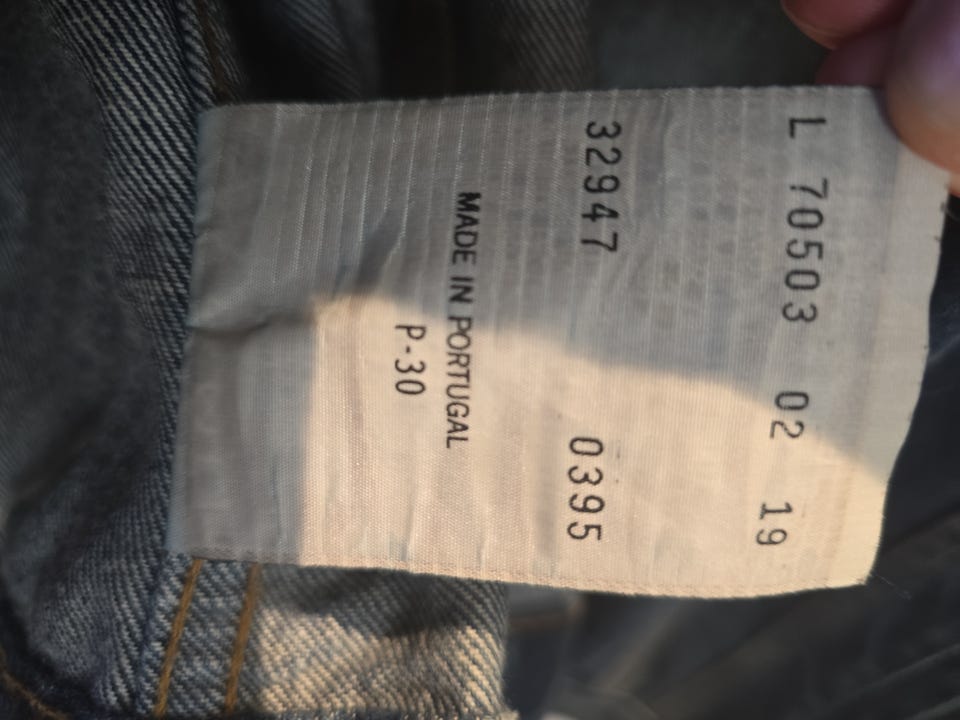 L 70503 02 19
32947 0395
MADE IN PORTUGAL
P-30